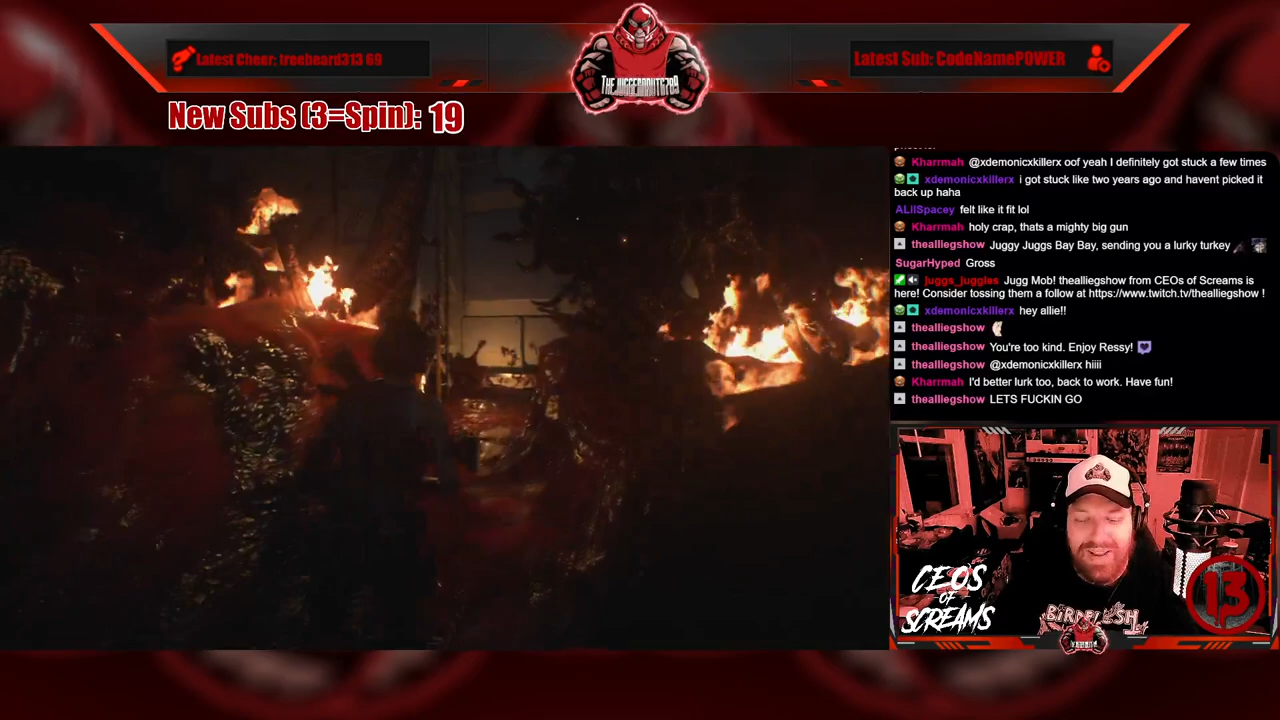 Latest Cheer: treebeard313 69
THEJUGGERNAUT6789
Latest Sub: CodeNamePOWER
New Subs (3=Spin): 19
Kharrmah @xdemonicxkillerx oof yeah I definitely got stuck a few times
xdemonicxkillerx i got stuck like two years ago and havent picked it
back up haha
ALilSpacey felt like it fit lol
Kharrmah holy crap, thats a mighty big gun
thealliegshow Juggy Juggs Bay Bay, sending you a lurky turkey
SugarHyped Gross
juggs_juggles Jugg Mob! thealliegshow from CEOs of Screams is
here! Consider tossing them a follow at https://www.twitch.tv/thealliegshow !
xdemonicxkillerx hey allie!!
thealliegshow
thealliegshow You're too kind. Enjoy Ressy!
thealliegshow @xdemonicxkillerx hiiii
Kharrmah I'd better lurk too, back to work. Have fun!
thealliegshow LETS FUCKIN GO
CEOS
OF
SCREAMS
BIRDFLESH
13